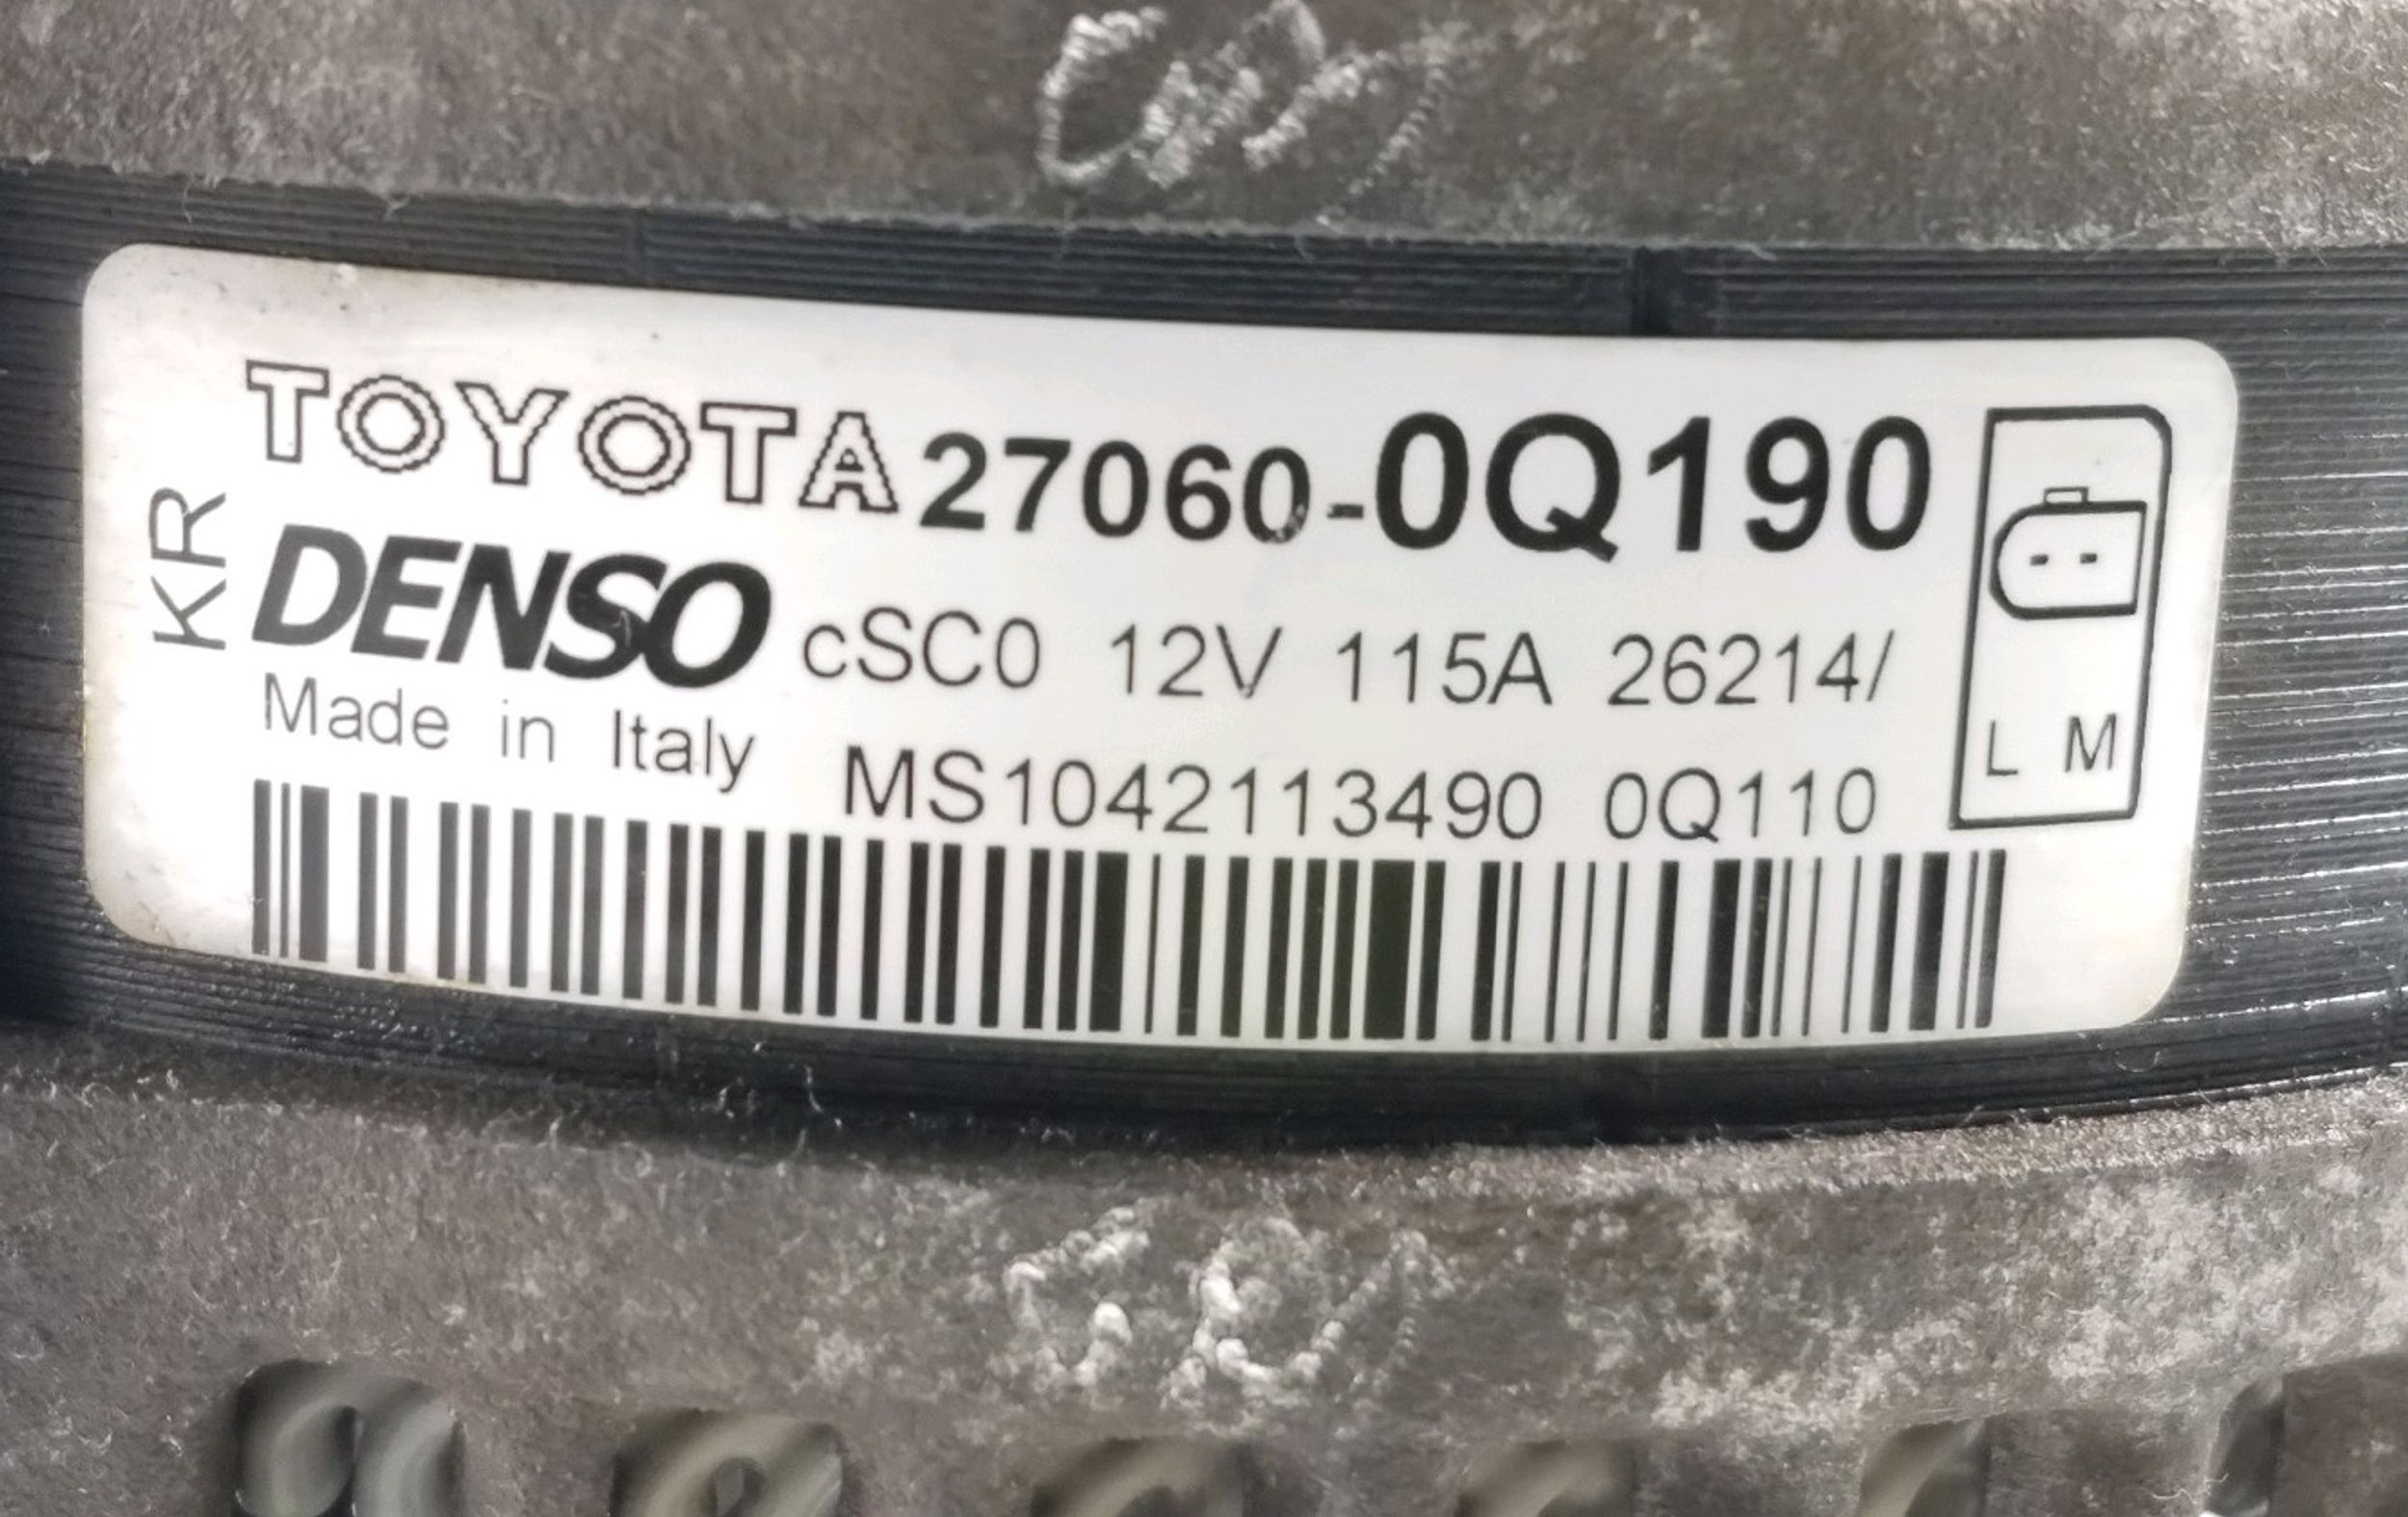 TOYOTA 27060-0Q190
KR
DENSO cSC0 12V 115A 26214/
Made in Italy MS1042113490 0Q110
L M